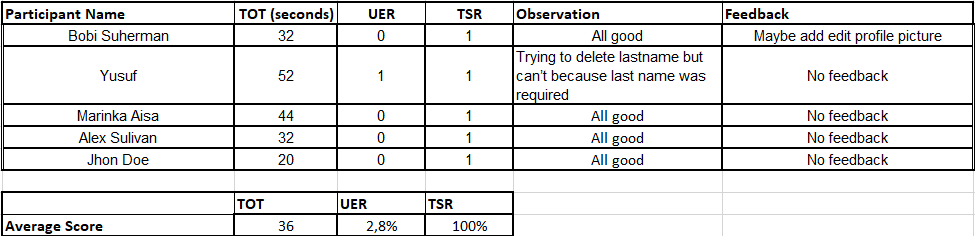 Participant Name TOT (seconds) UER TSR Observation Feedback
Bobi Suherman 32 0 1 All good Maybe add edit profile picture
Yusuf 52 1 1 Trying to delete lastname but can't because last name was required No feedback
Marinka Aisa 44 0 1 All good No feedback
Alex Sulivan 32 0 1 All good No feedback
Jhon Doe 20 0 1 All good No feedback
TOT UER TSR
Average Score 36 2,8% 100%